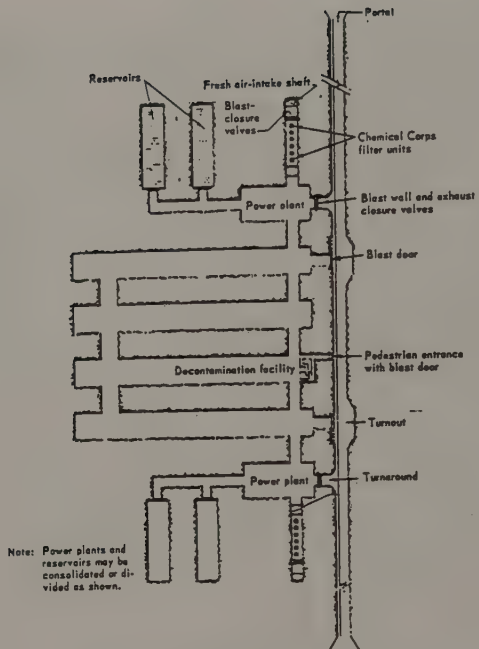 Portal
Reservoirs
Fresh air-intake shaft
Blast-
closure
valves
Chemical Corps
filter units
Power plant
Blast wall and exhaust
closure valves
Blast door
Pedestrian entrance
with blast door
Decontamination facility
Turnout
Power plant
Turnaround
Note: Power plants and
reservoirs may be
consolidated or di-
vided as shown.